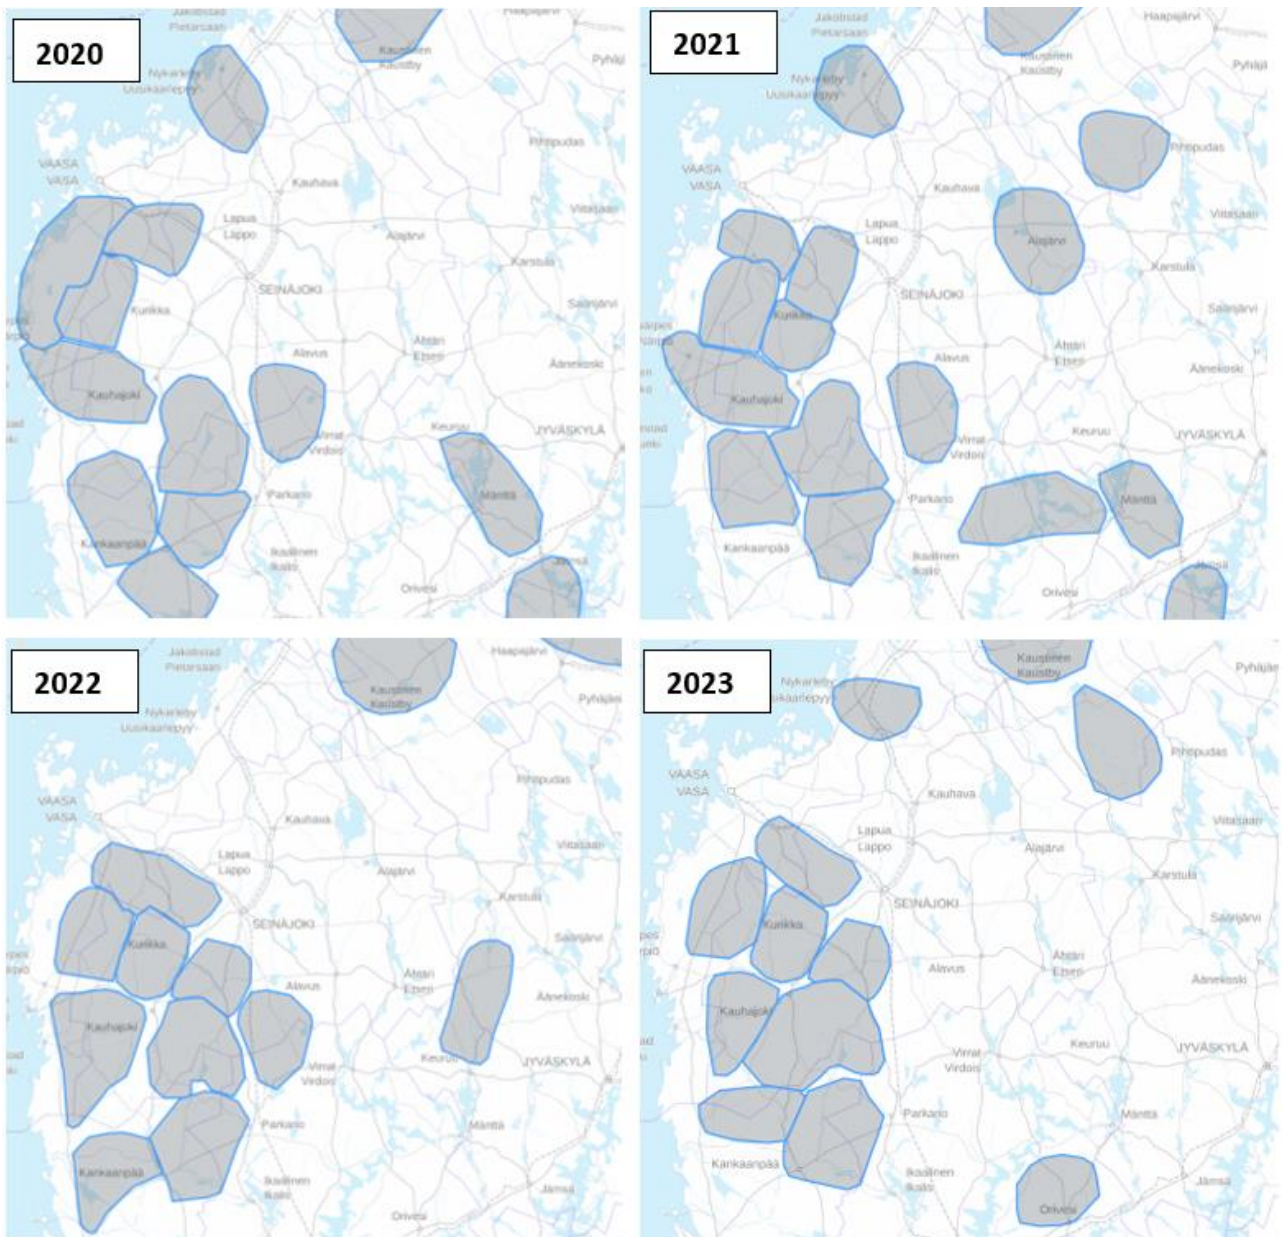 2020
Jakobstad
Pietarsaari
Nykarleby
Uusikaarlepyy
Kaustinen
Kaustby
Haapajärvi
Pyhäjä
VAASA
VASA
Pihtipudas
Kauhava
Lapua
Lappo
Alajärvi
Viitasaari
Karstula
SEINÄJOKI
Kurikka
Saarijärvi
Alavus
Ähtäri
Etseri
Äänekoski
Kauhajoki
Virrat
Virdois
Keuruu
JYVÄSKYLÄ
Parkano
Mänttä
Kankaanpää
Ikaalinen
Ikalis
Orivesi
Jämsä
2021
Jakobstad
Pietarsaari
Nykarleby
Uusikaarlepyy
Kaustinen
Kaustby
Haapajärvi
Pyhäjä
VAASA
VASA
Pihtipudas
Kauhava
Lapua
Lappo
Alajärvi
Viitasaari
Karstula
SEINÄJOKI
Kurikka
Saarijärvi
Alavus
Ähtäri
Etseri
Äänekoski
Kauhajoki
Virrat
Virdois
Keuruu
JYVÄSKYLÄ
Parkano
Mänttä
Kankaanpää
Ikaalinen
Ikalis
Orivesi
Jämsä
2022
Jakobstad
Pietarsaari
Nykarleby
Uusikaarlepyy
Kaustinen
Kaustby
Haapajärvi
Pyhäjär
VAASA
VASA
Pihtipudas
Kauhava
Lapua
Lappo
Alajärvi
Viitasaari
Karstula
SEINÄJOKI
Kurikka
Saarijärvi
Alavus
Ähtäri
Etseri
Äänekoski
Kauhajoki
Virrat
Virdois
Keuruu
JYVÄSKYLÄ
Parkano
Mänttä
Kankaanpää
Ikaalinen
Ikalis
Orivesi
Jämsä
2023
Nykarleby
usikaarlepyy
Kaustinen
Kaustby
Pyhäjär
VAASA
VASA
Pihtipudas
Kauhava
Lapua
Lappo
Alajärvi
Viitasaari
Karstula
SEINÄJOKI
Kurikka
Saarijärvi
Alavus
Ähtäri
Etseri
Äänekoski
Kauhajoki
Virrat
Virdois
Keuruu
JYVÄSKYLÄ
Parkano
Mänttä
Kankaanpää
Ikaalinen
Ikalis
Orivesi
Jämsä